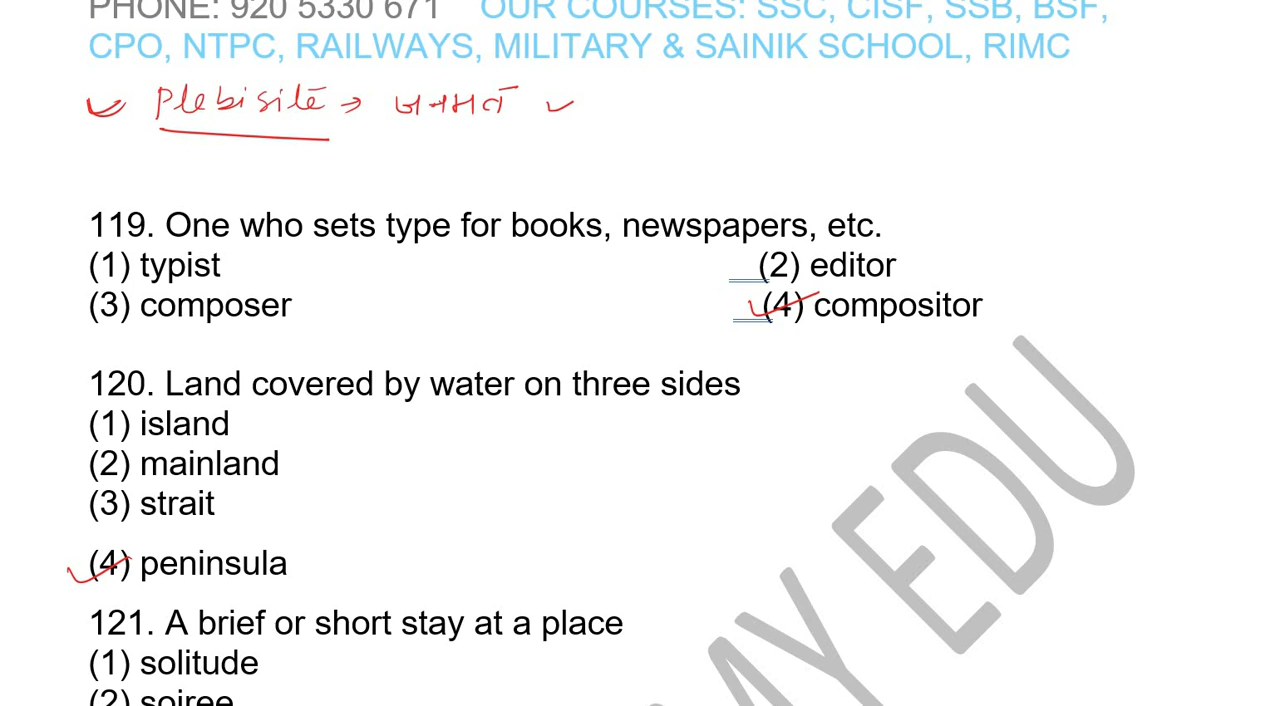 PHONE: 920 5330 671 OUR COURSES: SSC, CISF, SSB, BSF,
CPO, NTPC, RAILWAYS, MILITARY & SAINIK SCHOOL, RIMC
Plebisite → जनमत
119. One who sets type for books, newspapers, etc.
(1) typist (2) editor
(3) composer (4) compositor
120. Land covered by water on three sides
(1) island
(2) mainland
(3) strait
(4) peninsula
121. A brief or short stay at a place
(1) solitude
(2) soiree
MY EDU